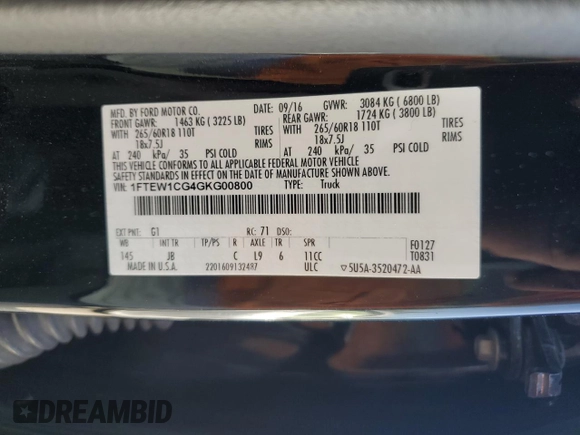 MFD. BY FORD MOTOR CO.
DATE: 09/16 GVWR: 3084 KG ( 6800 LB)
FRONT GAWR: 1463 KG ( 3225 LB)
REAR GAWR: 1724 KG ( 3800 LB)
WITH 265/60R18 110T TIRES
WITH 265/60R18 110T TIRES
18x7.5J RIMS
18x7.5J RIMS
AT 240 kPa/ 35 PSI COLD
AT 240 kPa/ 35 PSI COLD
THIS VEHICLE CONFORMS TO ALL APPLICABLE FEDERAL MOTOR VEHICLE
SAFETY STANDARDS IN EFFECT ON THE DATE OF MANUFACTURE SHOWN ABOVE.
VIN: 1FTEW1CG4GKG00800 TYPE: Truck
EXT PNT: G1 RC: 71 DSO:
WB INT TR TP/PS R AXLE TR SPR F0127
145 JB C L9 6 11CC T0831
MADE IN U.S.A. 2201609132487 ULC 5U5A-3520472-AA
DREAMBID